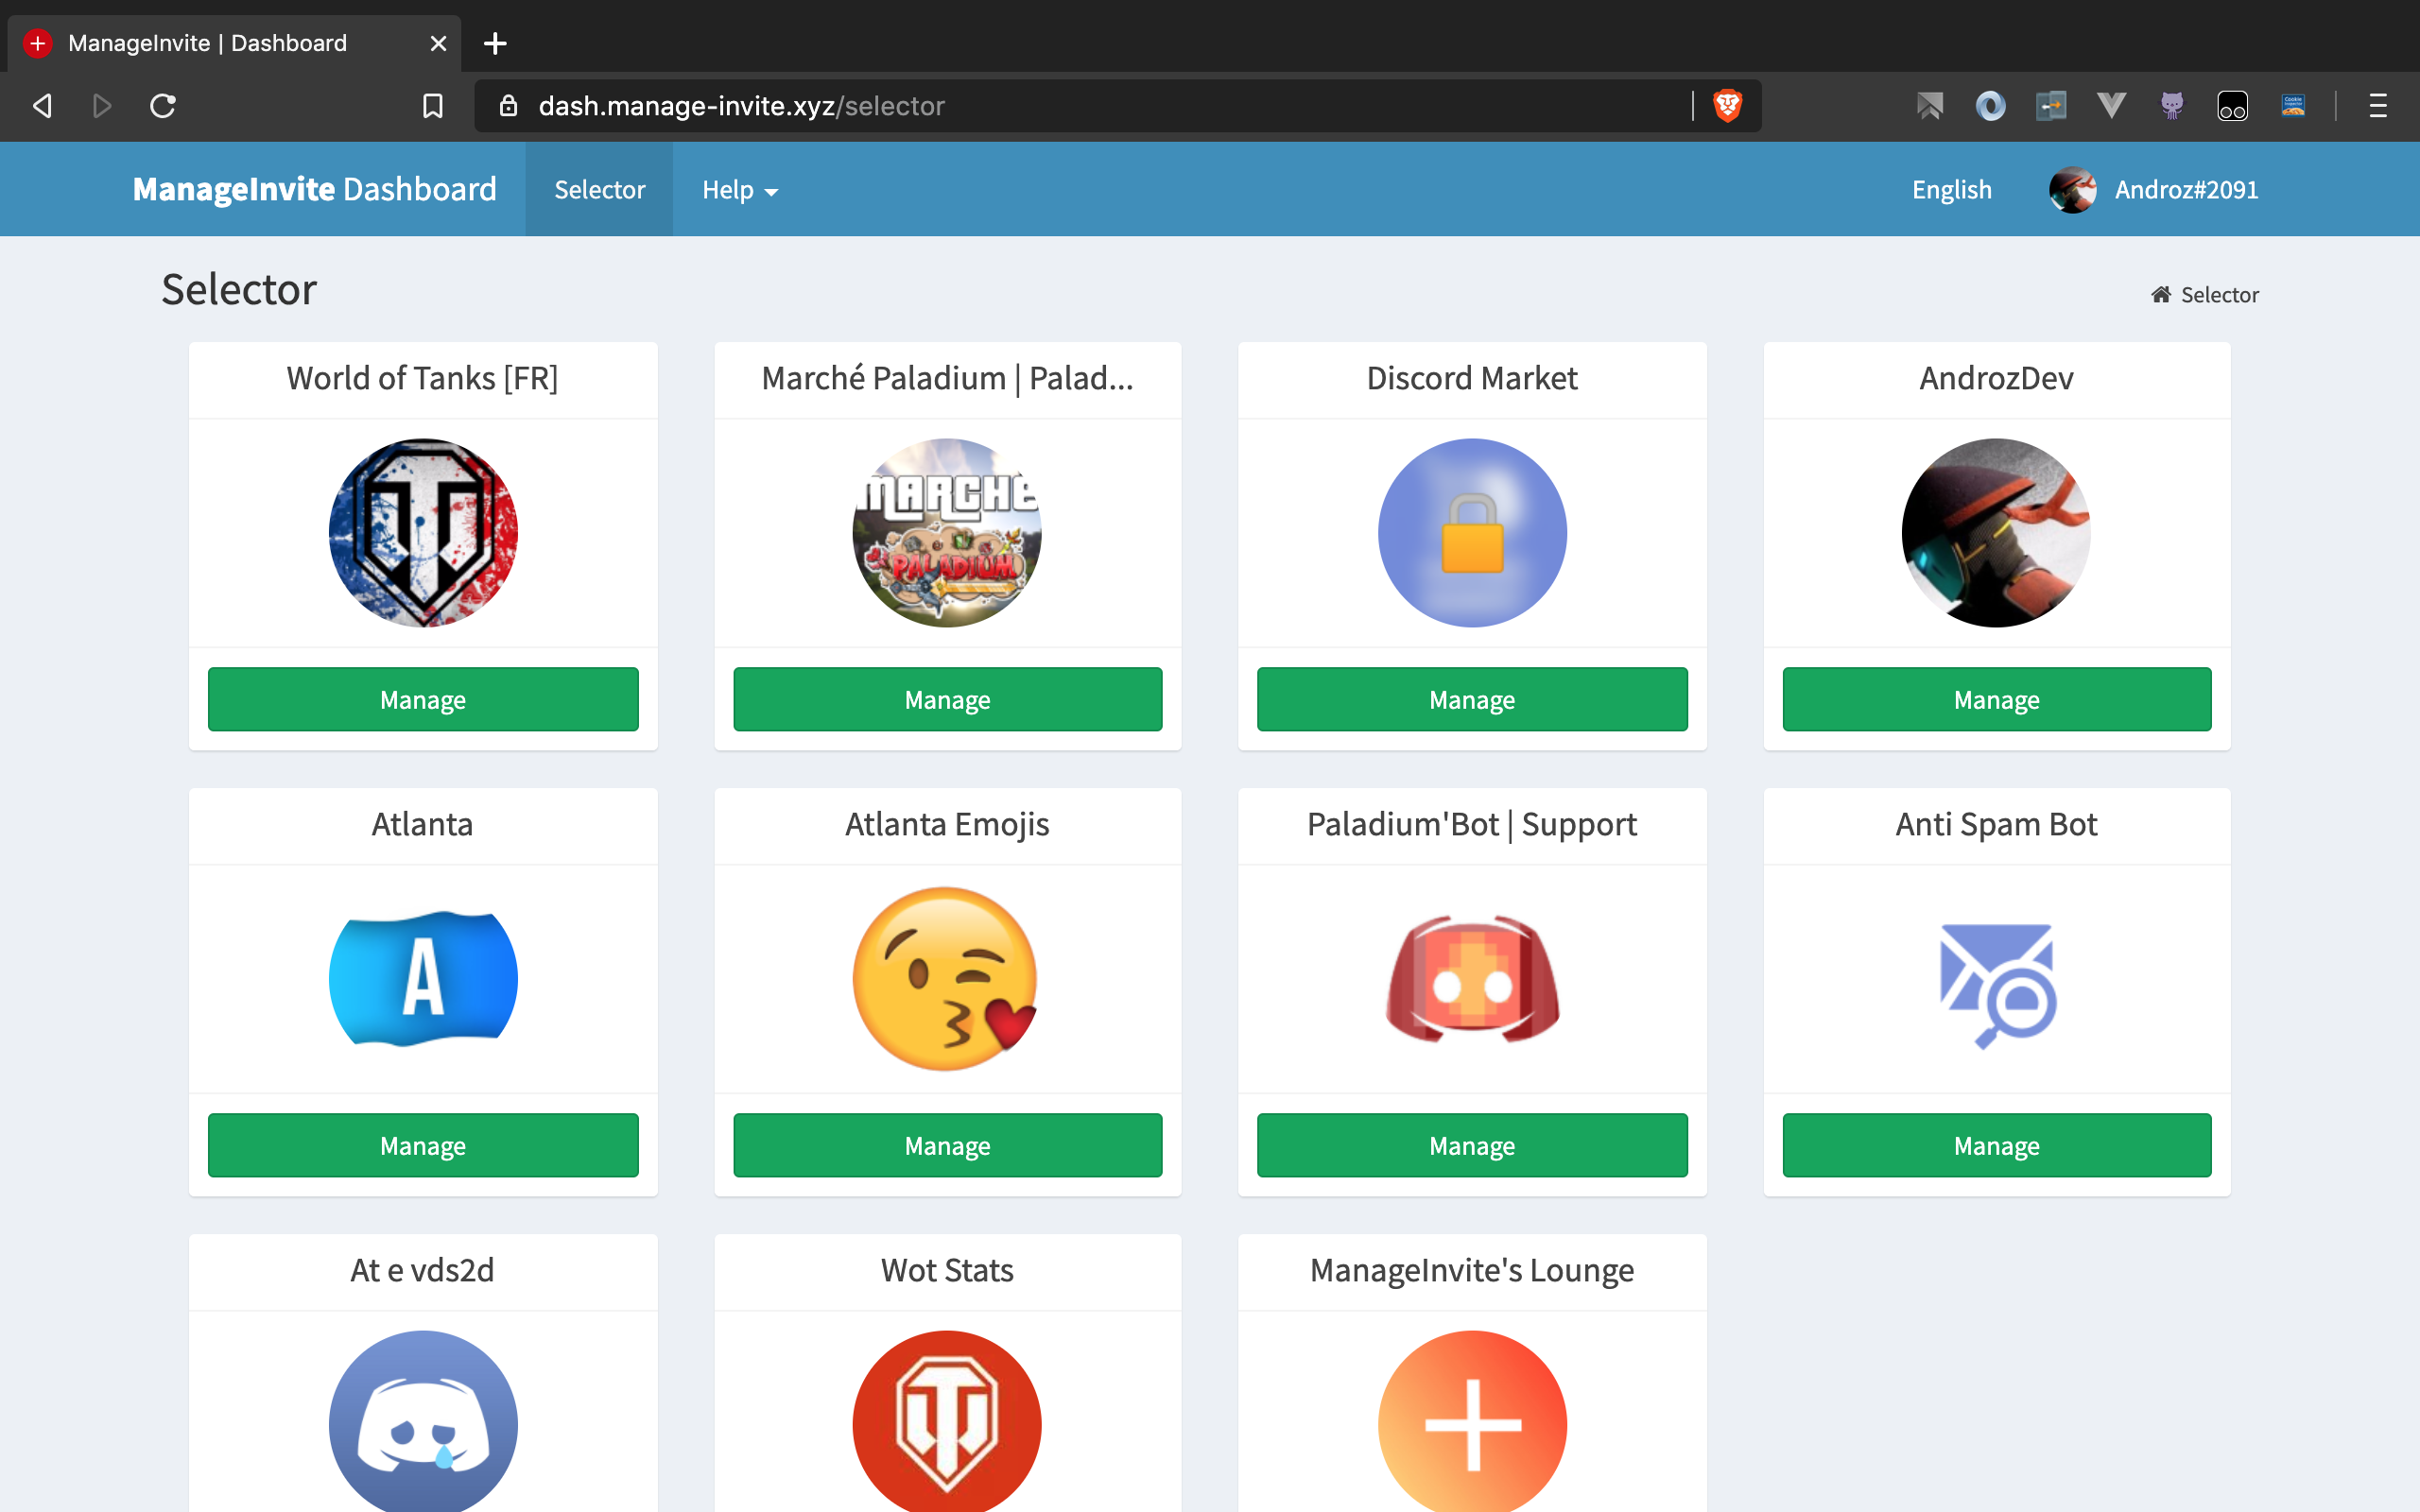 ManageInvite | Dashboard
dash.manage-invite.xyz/selector
ManageInvite Dashboard Selector Help English Androz#2091
Selector
Selector
World of Tanks [FR] Marché Paladium | Palad... Discord Market AndrozDev
MARCHÉ
PALADIUM
Manage Manage Manage Manage
Atlanta Atlanta Emojis Paladium'Bot | Support Anti Spam Bot
A
Manage Manage Manage Manage
At e vds2d Wot Stats ManageInvite's Lounge